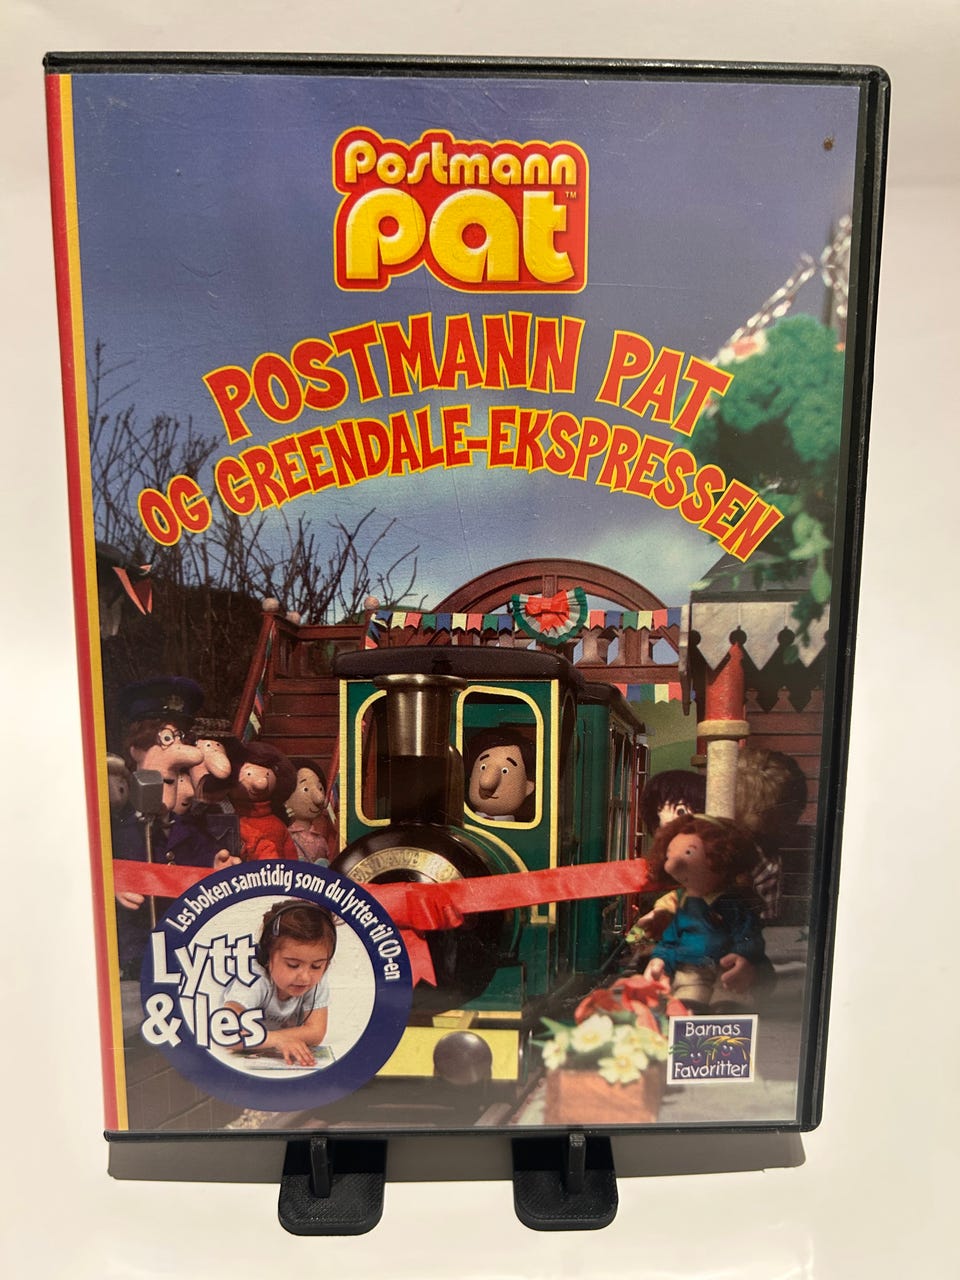 Postmann
pat™
POSTMANN PAT
OG GREENDALE-EKSPRESSEN
Les boken samtidig som du lytter til CD-en
Lytt
& les
Barnas
Favoritter